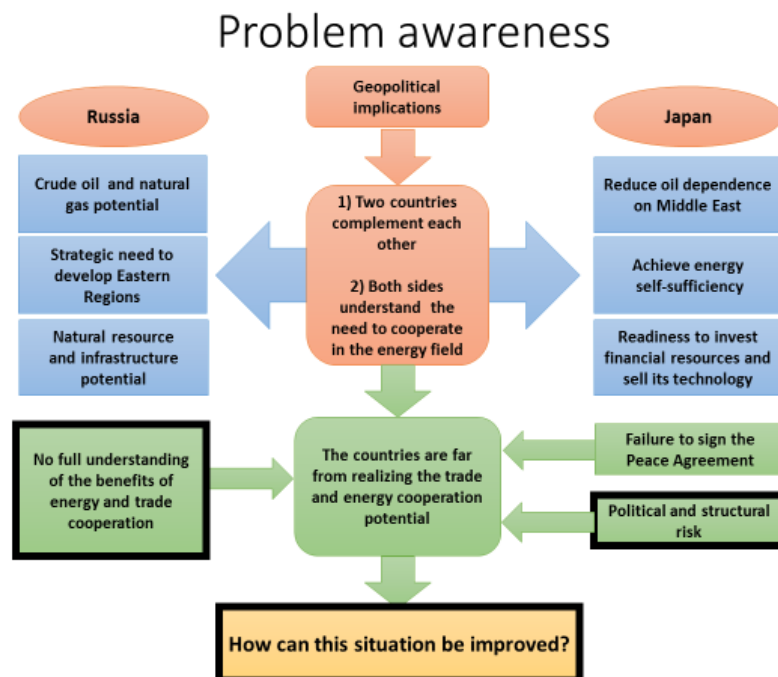 Problem awareness
Russia
Geopolitical
implications
Japan
Crude oil and natural
gas potential
Strategic need to
develop Eastern
Regions
Natural resource
and infrastructure
potential
1) Two countries
complement each
other
2) Both sides
understand the
need to cooperate
in the energy field
Reduce oil dependence
on Middle East
Achieve energy
self-sufficiency
Readiness to invest
financial resources and
sell its technology
No full understanding
of the benefits of
energy and trade
cooperation
The countries are far
from realizing the trade
and energy cooperation
potential
Failure to sign the
Peace Agreement
Political and structural
risk
How can this situation be improved?